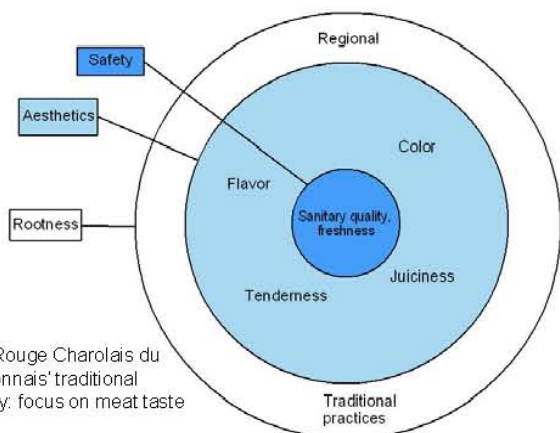 Regional
Safety
Aesthetics
Color
Flavor
Sanitary quality,
freshness
Rootness
Juiciness
Tenderness
Rouge Charolais du
traditional
focus on meat taste
Traditional
practices